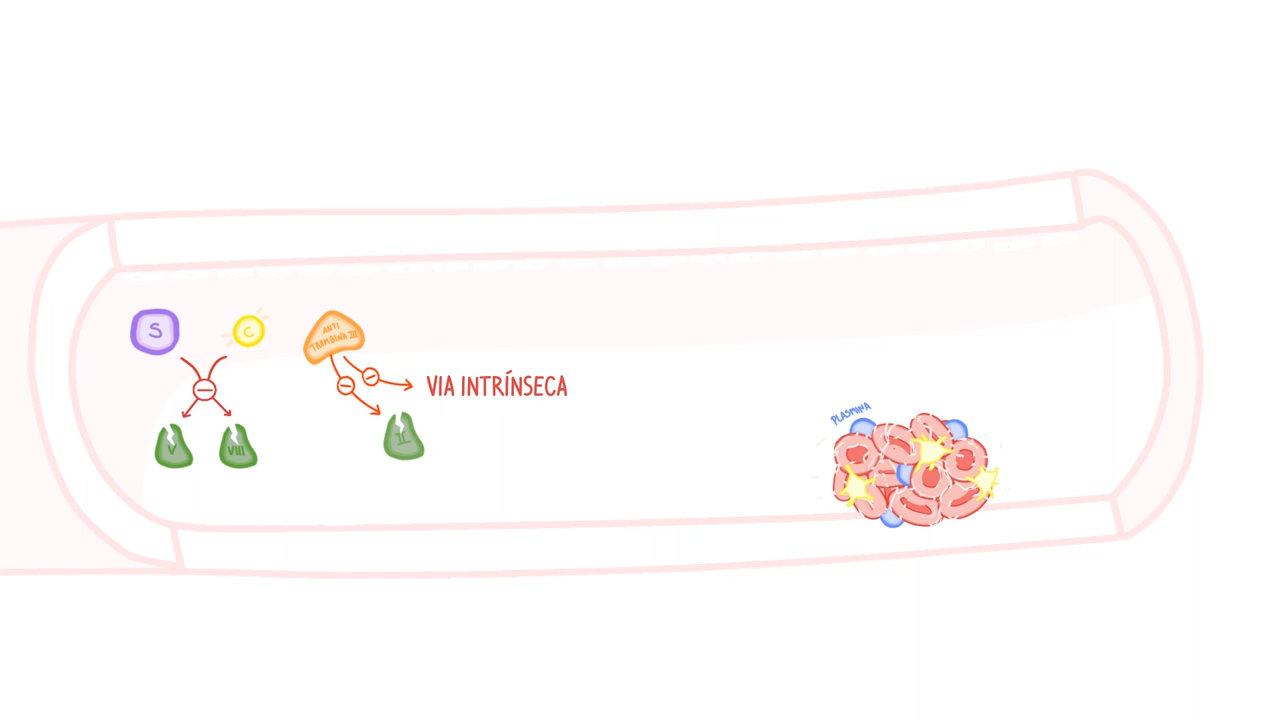 S
C
ANTI
TROMBINA III
VIA INTRÍNSECA
V
VIII
II
PLASMINA